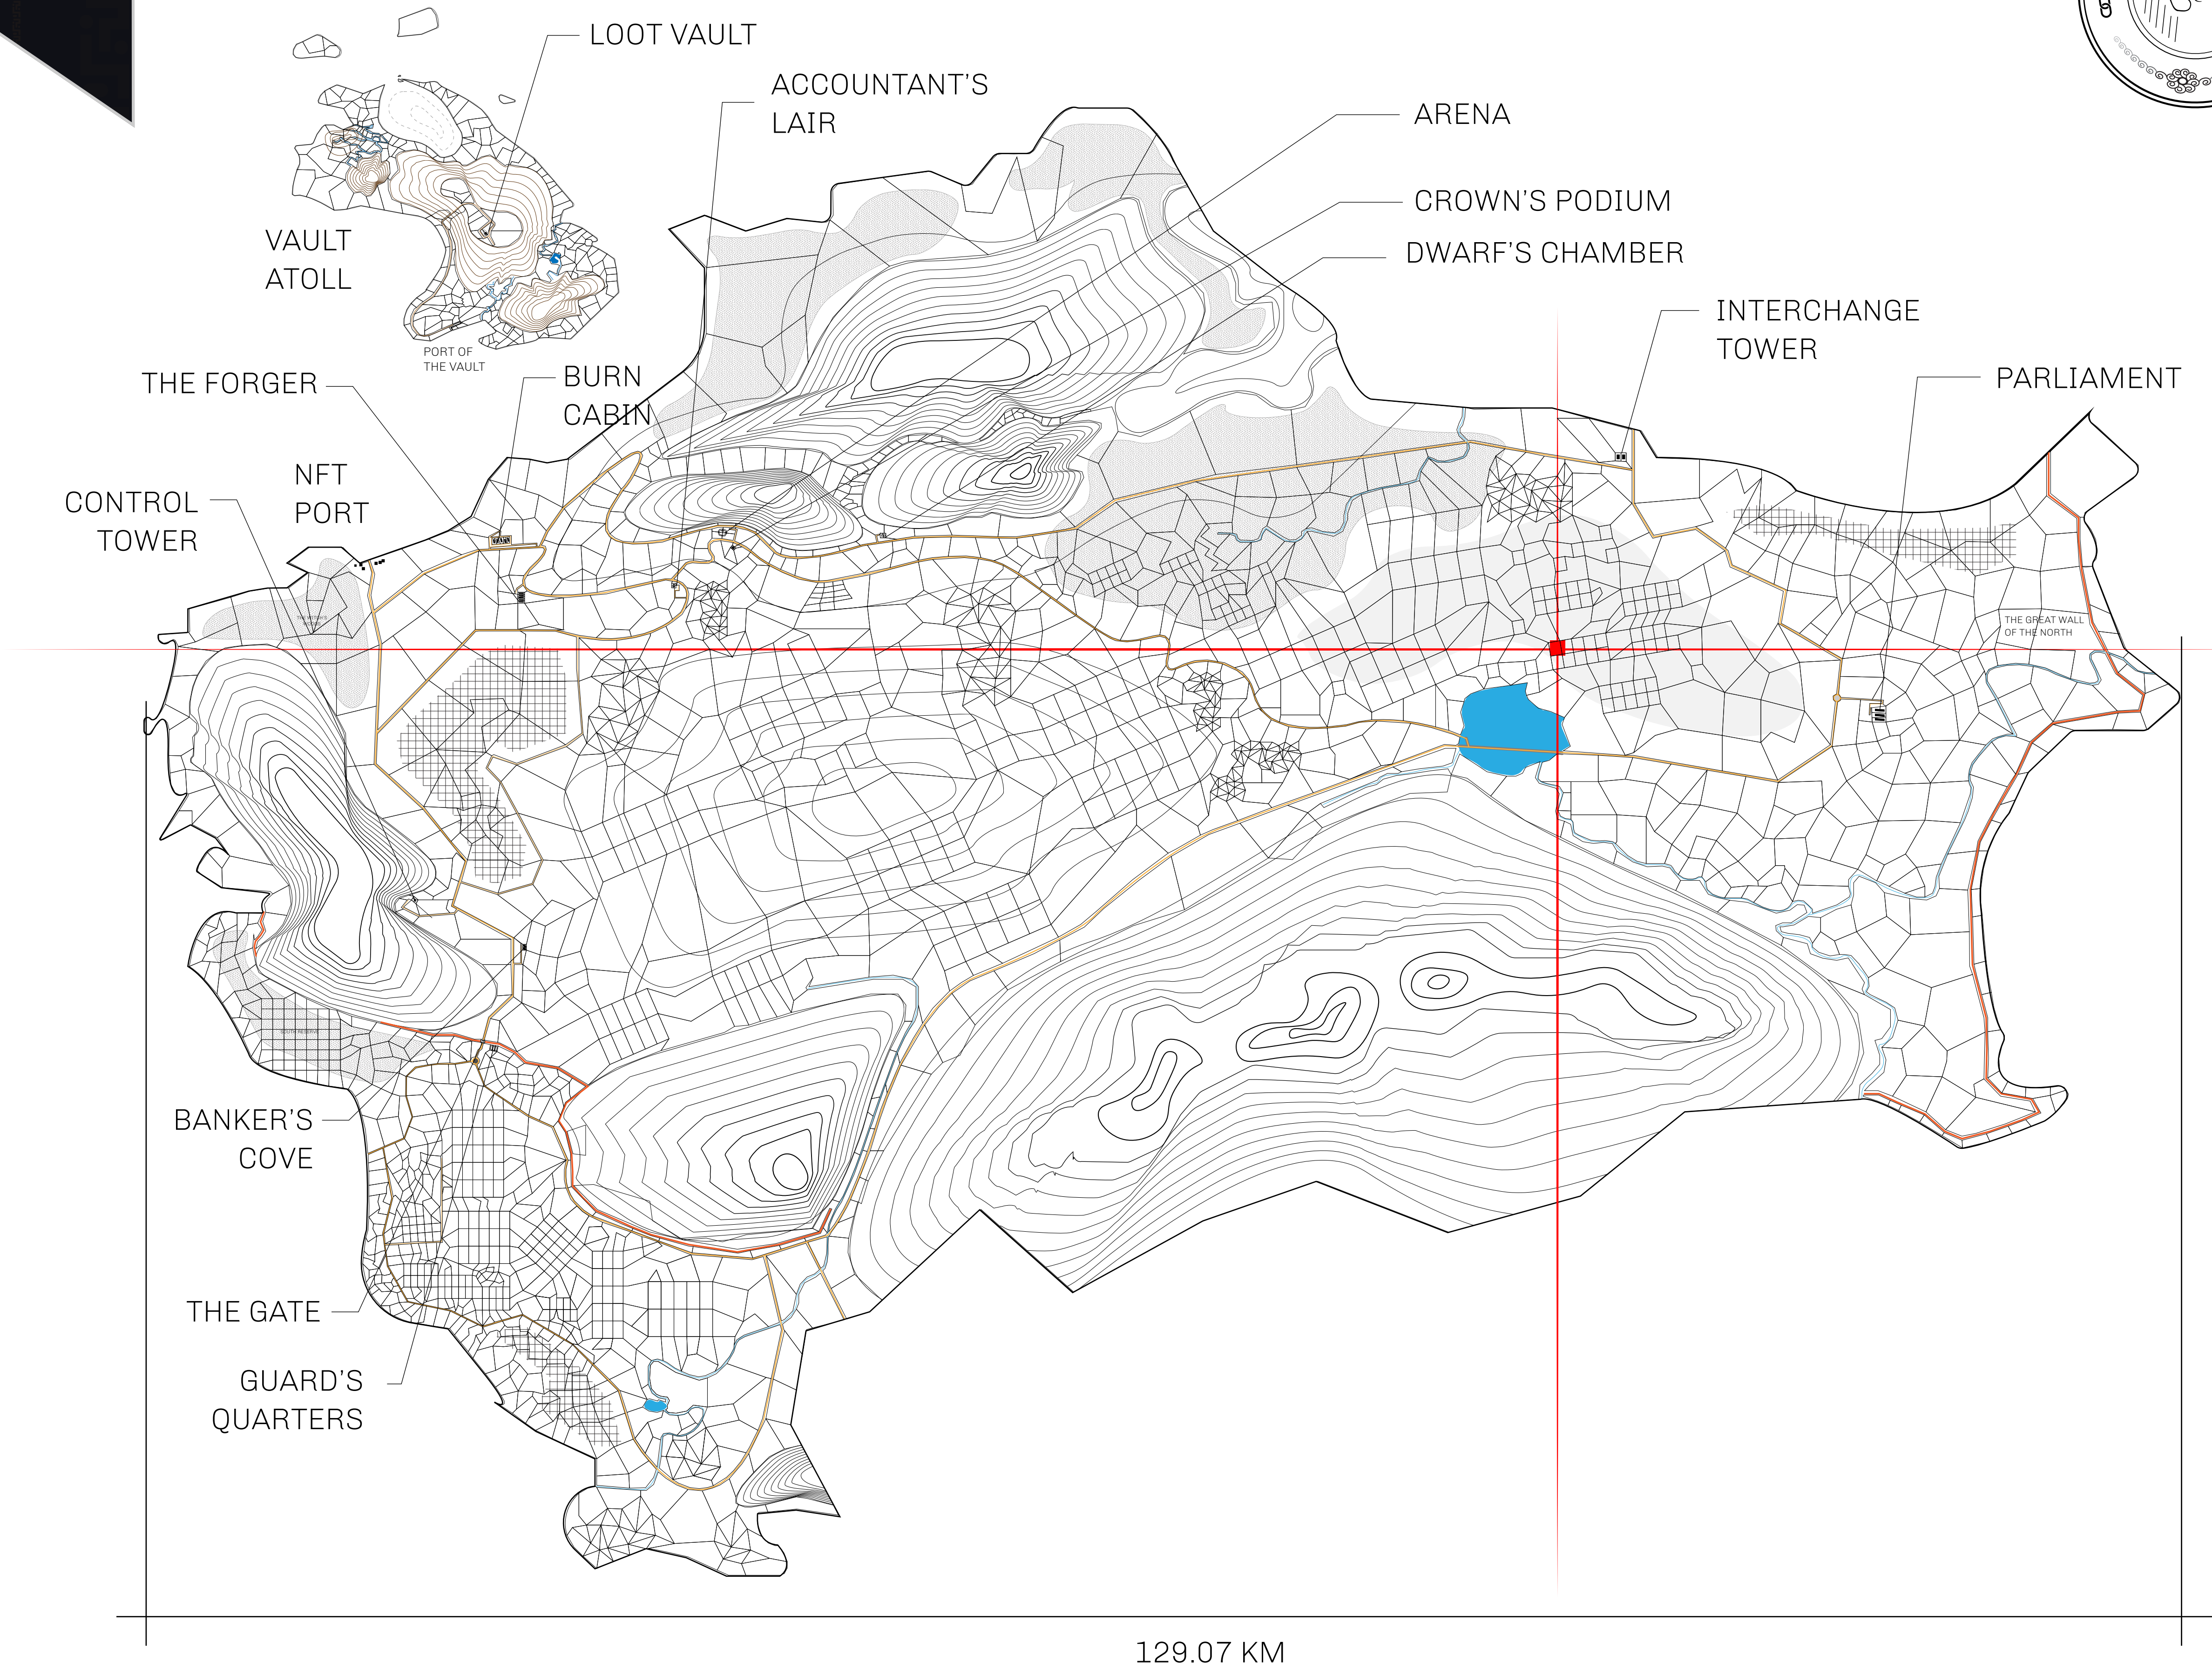 LOOT VAULT
ACCOUNTANT'S
LAIR
ARENA
CROWN'S PODIUM
DWARF'S CHAMBER
VAULT
ATOLL
INTERCHANGE
TOWER
PORT OF
THE VAULT
PARLIAMENT
THE FORGER
BURN
CABIN
NFT
PORT
CONTROL
TOWER
THE GREAT WALL
OF THE NORTH
SOUTH RESERVE
BANKER'S
COVE
THE GATE
GUARD'S
QUARTERS
129.07 KM